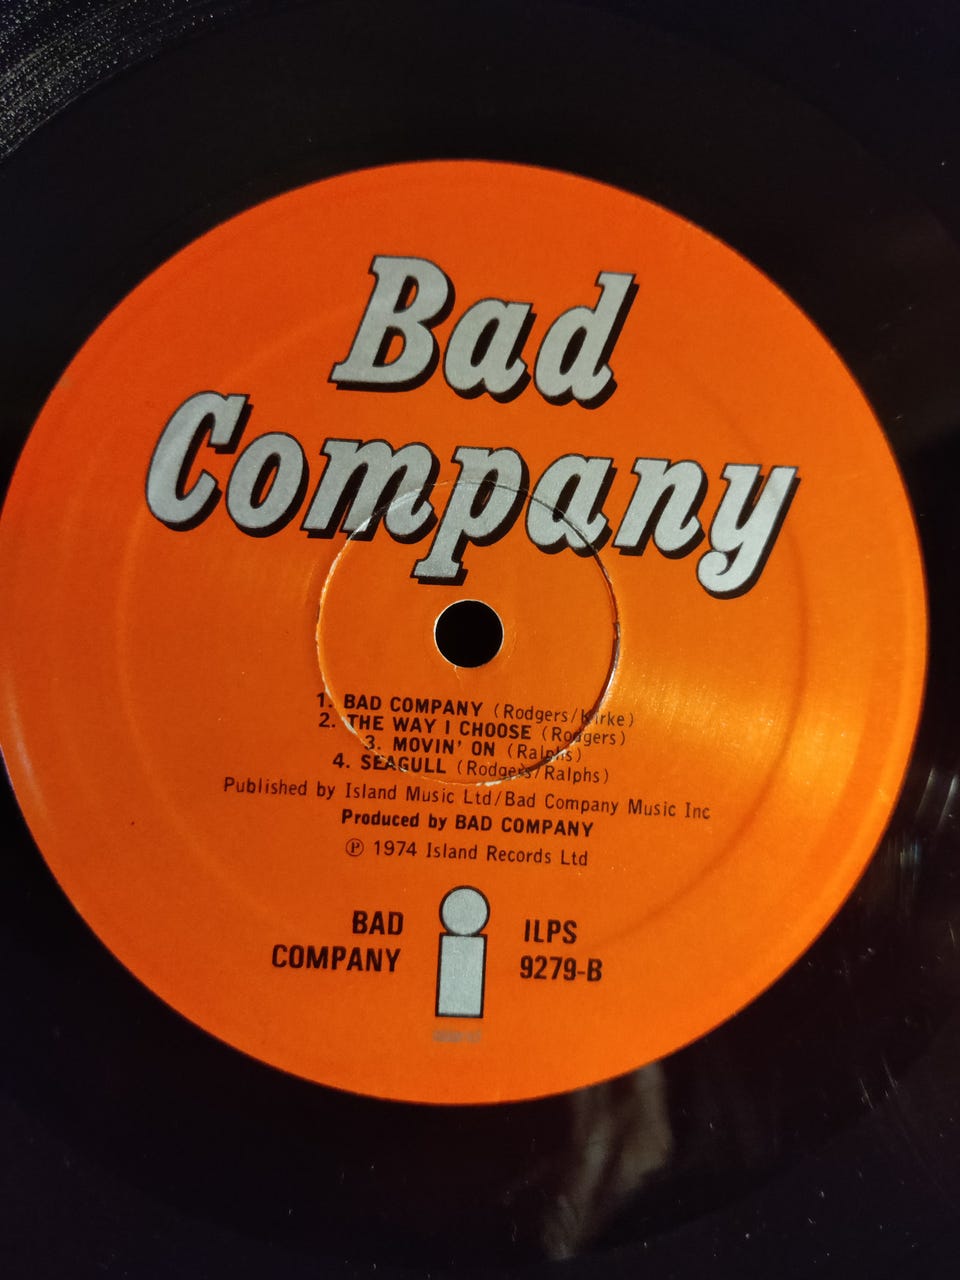 Bad
Company
1. BAD COMPANY (Rodgers/Kirke)
2. THE WAY I CHOOSE (Rodgers)
3. MOVIN' ON (Ralphs)
4. SEAGULL (Rodgers/Ralphs)
Published by Island Music Ltd/Bad Company Music Inc
Produced by BAD COMPANY
℗ 1974 Island Records Ltd
BAD i ILPS
COMPANY 9279-B